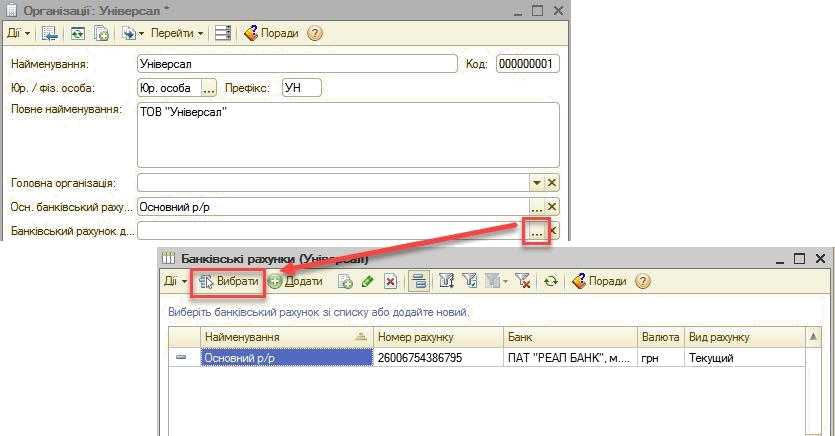 Організації: Універсал *
Дії Перейти Поради
Найменування: Універсал Код: 000000001
Юр. / фіз. особа: Юр. особа ... Префікс: УН
Повне найменування: ТОВ "Універсал"
Головна організація:
Осн. банківський раху... Основний р/р ...
Банківський рахунок д... ...
Банківські рахунки (Універсал)
Дії Вибрати Додати Поради
Виберіть банківський рахунок зі списку або додайте новий.
Найменування Номер рахунку Банк Валюта Вид рахунку
Основний р/р 26006754386795 ПАТ "РЕАЛ БАНК", м.... грн Текущий